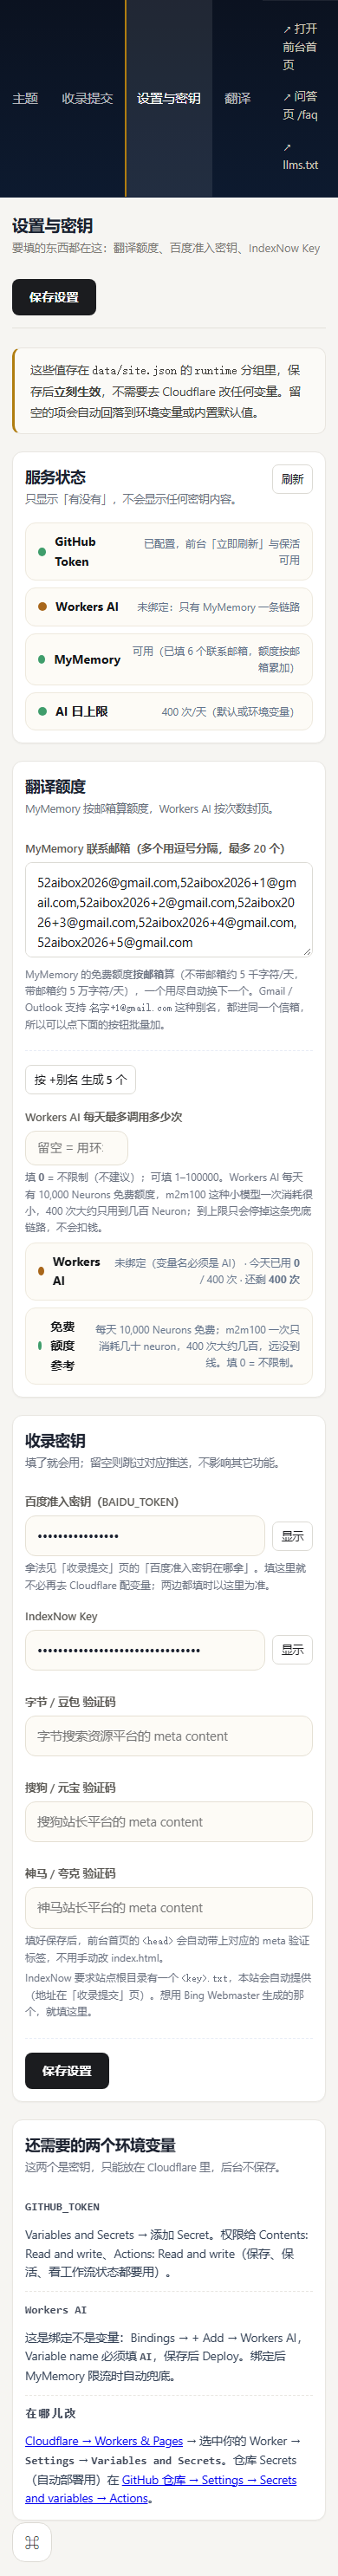 主题
收录提交
设置与密钥
翻译
↗ 打开
前台首
页
↗ 问答
页 /faq
↗
llms.txt
设置与密钥
要填的东西都在这：翻译额度、百度准入密钥、IndexNow Key
保存设置
这些值存在 data/site.json 的 runtime 分组里，保
存后立刻生效，不需要去 Cloudflare 改任何变量。留
空的项会自动回落到环境变量或内置默认值。
服务状态
刷新
只显示「有没有」，不会显示任何密钥内容。
GitHub
Token
已配置，前台「立即刷新」与保活
可用
Workers AI
未绑定：只有 MyMemory 一条链路
MyMemory
可用（已填 6 个联系邮箱，额度按邮
箱累加）
AI 日上限
400 次/天（默认或环境变量）
翻译额度
MyMemory 按邮箱算额度，Workers AI 按次数封顶。
MyMemory 联系邮箱（多个用逗号分隔，最多 20 个）
52aibox2026@gmail.com,52aibox2026+1@gm
ail.com,52aibox2026+2@gmail.com,52aibox20
26+3@gmail.com,52aibox2026+4@gmail.com,
52aibox2026+5@gmail.com
MyMemory 的免费额度按邮箱算（不带邮箱约 5 千字符/天，
带邮箱约 5 万字符/天），一个用尽自动换下一个。Gmail /
Outlook 支持 名字+1@gmail.com 这种别名，都进同一个信箱，
所以可以点下面的按钮批量加。
按 +别名 生成 5 个
Workers AI 每天最多调用多少次
留空 = 用环
填 0 = 不限制（不建议）；可填 1–100000。Workers AI 每天
有 10,000 Neurons 免费额度，m2m100 这种小模型一次消耗很
小，400 次大约只用到几百 Neuron；到上限只会停掉这条兜底
链路，不会扣钱。
Workers
AI
未绑定（变量名必须是 AI） · 今天已用 0
/ 400 次 · 还剩 400 次
免费
额度
参考
每天 10,000 Neurons 免费；m2m100 一次只
消耗几十 neuron，400 次大约几百，远没到
线。填 0 = 不限制。
收录密钥
填了就会用；留空则跳过对应推送，不影响其它功能。
百度准入密钥（BAIDU_TOKEN）
••••••••••••••••
显示
拿法见「收录提交」页的「百度准入密钥在哪拿」。填这里就
不必再去 Cloudflare 配变量；两边都填时以这里为准。
IndexNow Key
••••••••••••••••••••••••••••••••
显示
字节 / 豆包 验证码
字节搜索资源平台的 meta content
搜狗 / 元宝 验证码
搜狗站长平台的 meta content
神马 / 夸克 验证码
神马站长平台的 meta content
填好保存后，前台首页的 <head> 会自动带上对应的 meta 验证
标签，不用手动改 index.html。
IndexNow 要求站点根目录有一个 <key>.txt，本站会自动提供
（地址在「收录提交」页）。想用 Bing Webmaster 生成的那
个，就填这里。
保存设置
还需要的两个环境变量
这两个是密钥，只能放在 Cloudflare 里，后台不保存。
GITHUB_TOKEN
Variables and Secrets → 添加 Secret。权限给 Contents:
Read and write、Actions: Read and write（保存、保
活、看工作流状态都要用）。
Workers AI
这是绑定不是变量：Bindings → + Add → Workers AI，
Variable name 必须填 AI，保存后 Deploy。绑定后
MyMemory 限流时自动兜底。
在哪儿改
Cloudflare → Workers & Pages → 选中你的 Worker →
Settings → Variables and Secrets。仓库 Secrets
（自动部署用）在 GitHub 仓库 → Settings → Secrets
and variables → Actions。
⌘